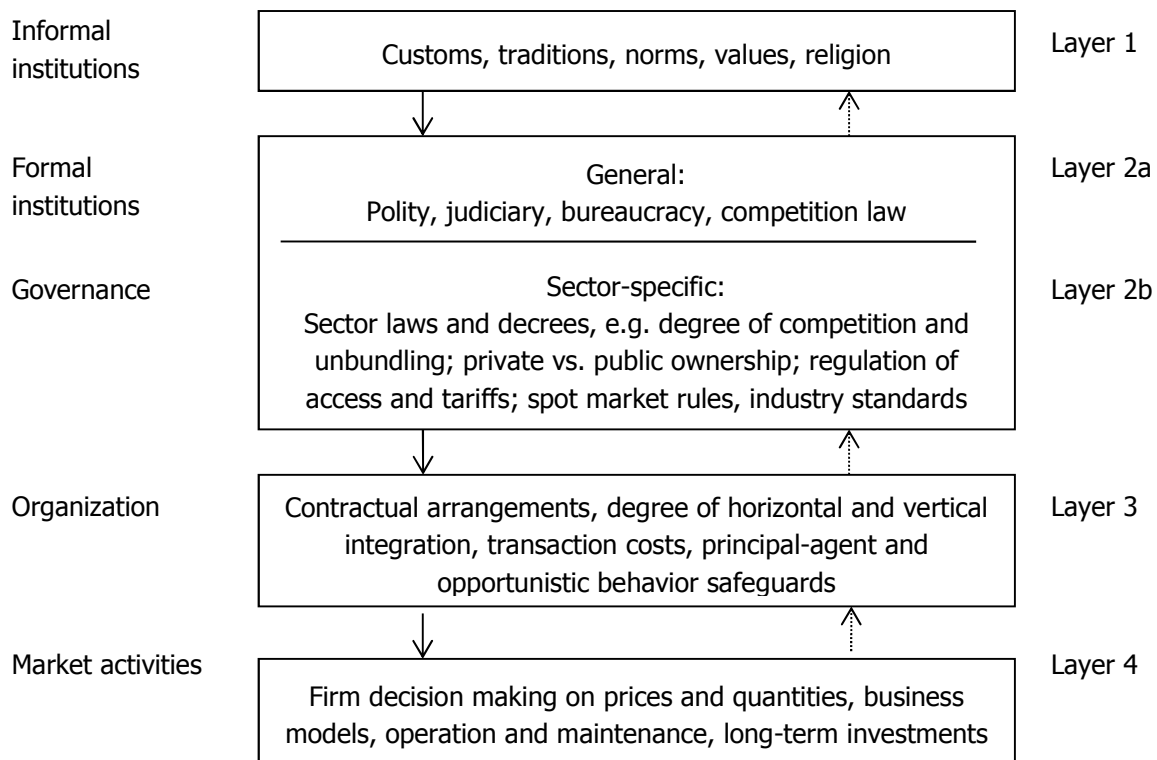 Informal
institutions
Customs, traditions, norms, values, religion
Layer 1
Formal
institutions
General:
Polity, judiciary, bureaucracy, competition law
Layer 2a
Governance
Sector-specific:
Sector laws and decrees, e.g. degree of competition and
unbundling; private vs. public ownership; regulation of
access and tariffs; spot market rules, industry standards
Layer 2b
Organization
Contractual arrangements, degree of horizontal and vertical
integration, transaction costs, principal-agent and
opportunistic behavior safeguards
Layer 3
Market activities
Firm decision making on prices and quantities, business
models, operation and maintenance, long-term investments
Layer 4